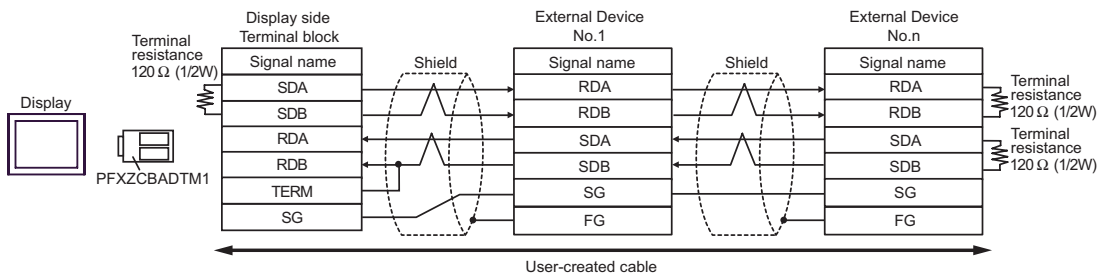 Display
PFXZCBADTM1
Terminal
resistance
120 Ω (1/2W)
Display side
Terminal block
Signal name
SDA
SDB
RDA
RDB
TERM
SG
Shield
External Device
No.1
Signal name
RDA
RDB
SDA
SDB
SG
FG
Shield
External Device
No.n
Signal name
RDA
RDB
SDA
SDB
SG
FG
Terminal
resistance
120 Ω (1/2W)
Terminal
resistance
120 Ω (1/2W)
User-created cable